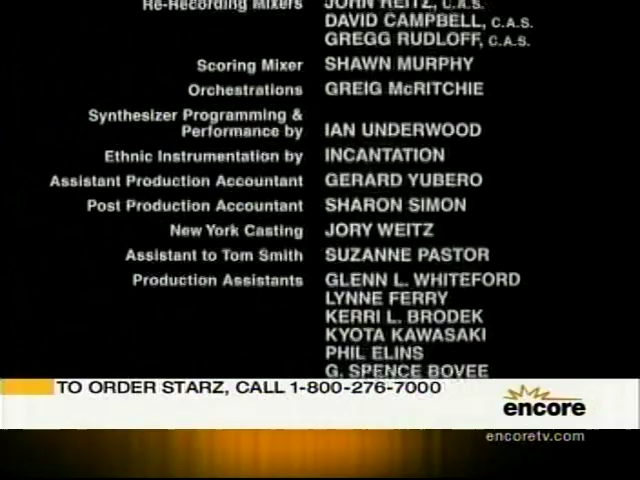 Re-Recording Mixers JOHN REITZ, C.A.S.
DAVID CAMPBELL, C.A.S.
GREGG RUDLOFF, C.A.S.
Scoring Mixer SHAWN MURPHY
Orchestrations GREIG McRITCHIE
Synthesizer Programming &
Performance by IAN UNDERWOOD
Ethnic Instrumentation by INCANTATION
Assistant Production Accountant GERARD YUBERO
Post Production Accountant SHARON SIMON
New York Casting JORY WEITZ
Assistant to Tom Smith SUZANNE PASTOR
Production Assistants GLENN L. WHITEFORD
LYNNE FERRY
KERRI L. BRODEK
KYOTA KAWASAKI
PHIL ELINS
G. SPENCE BOVEE
TO ORDER STARZ, CALL 1-800-276-7000
encore
encoretv.com